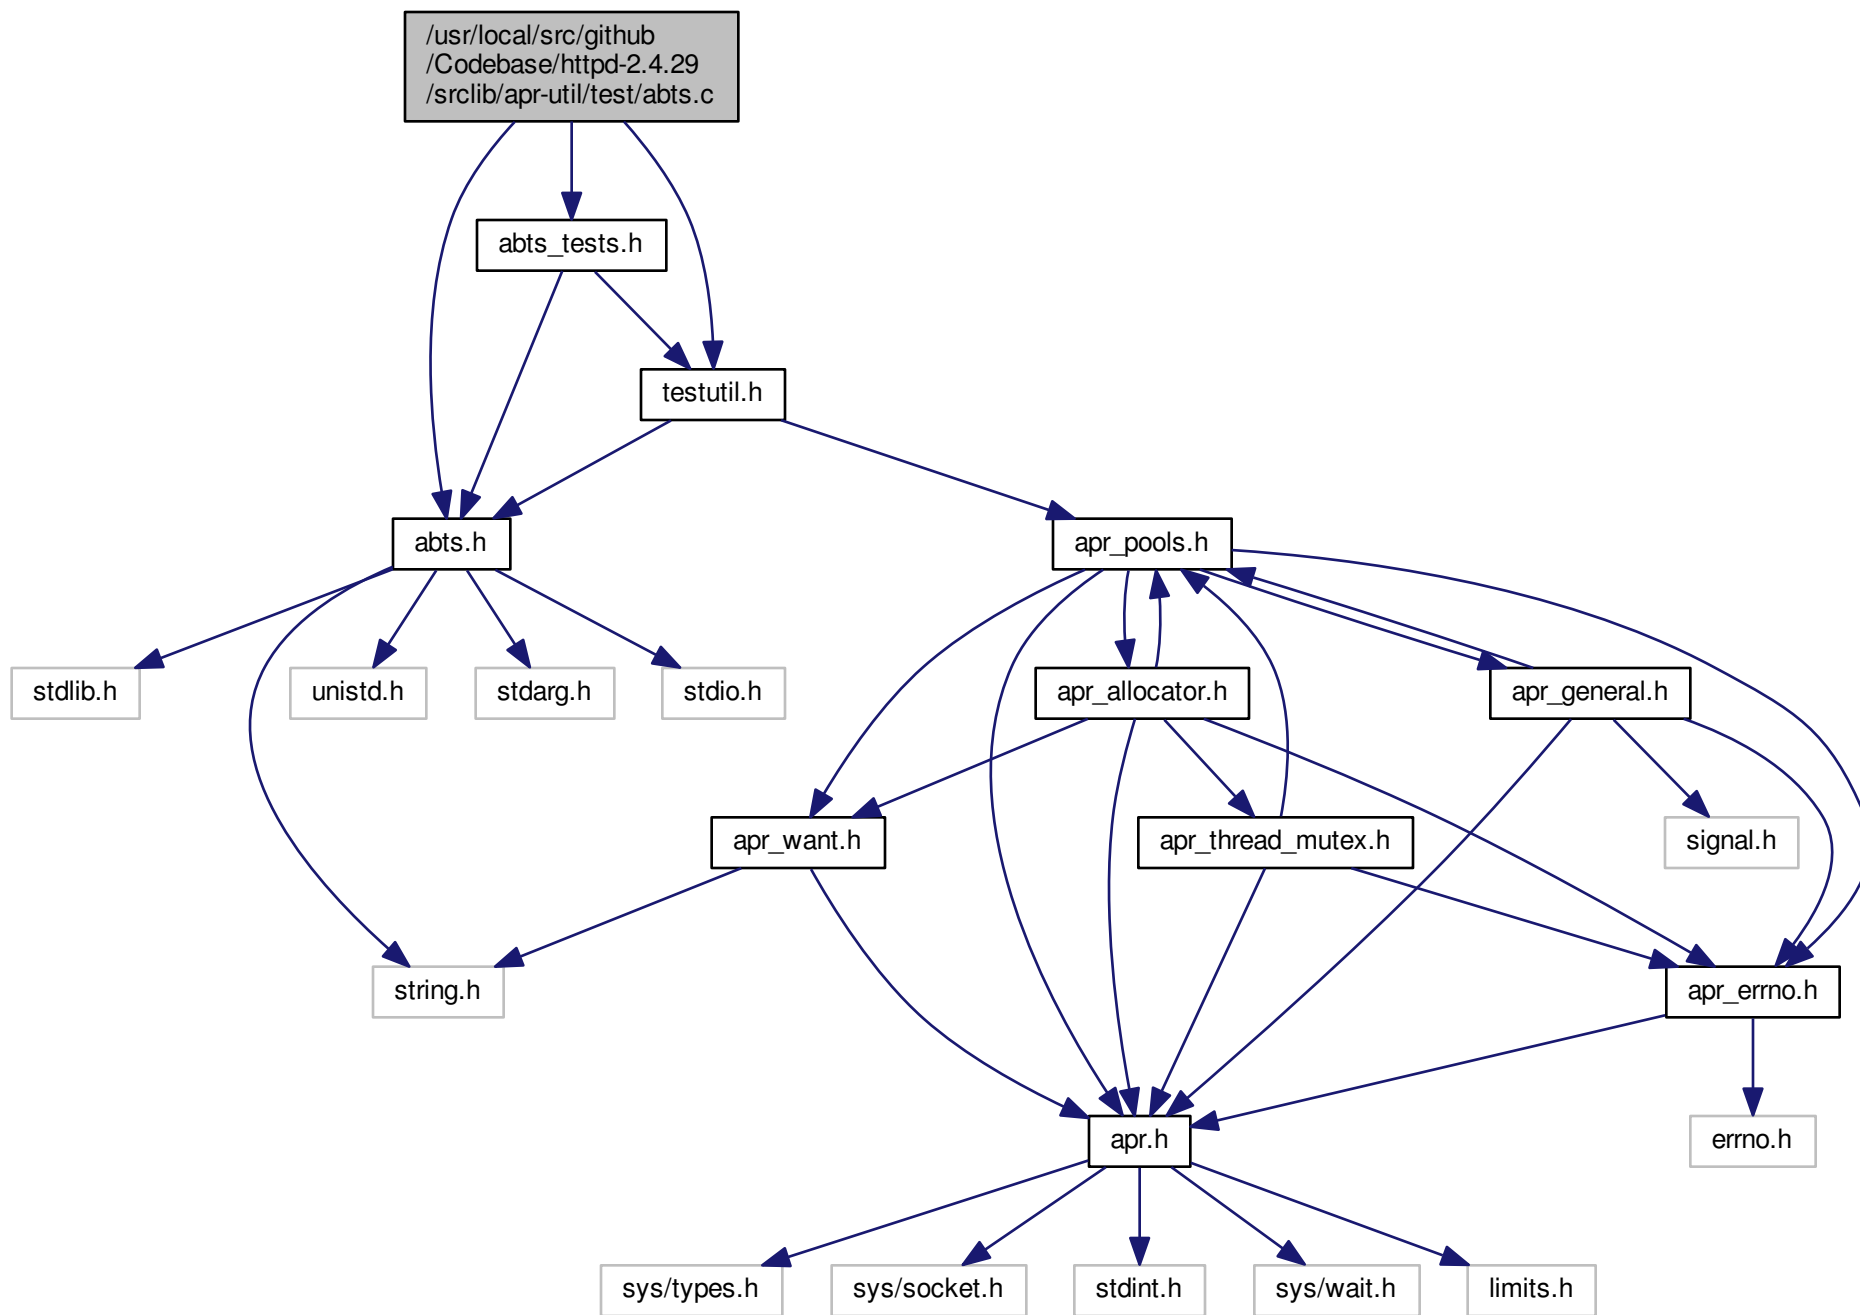 /usr/local/src/github
/Codebase/httpd-2.4.29
/srclib/apr-util/test/abts.c
abts_tests.h
testutil.h
abts.h
apr_pools.h
stdlib.h
unistd.h
stdarg.h
stdio.h
apr_allocator.h
apr_general.h
apr_want.h
apr_thread_mutex.h
signal.h
string.h
apr_errno.h
apr.h
errno.h
sys/types.h
sys/socket.h
stdint.h
sys/wait.h
limits.h